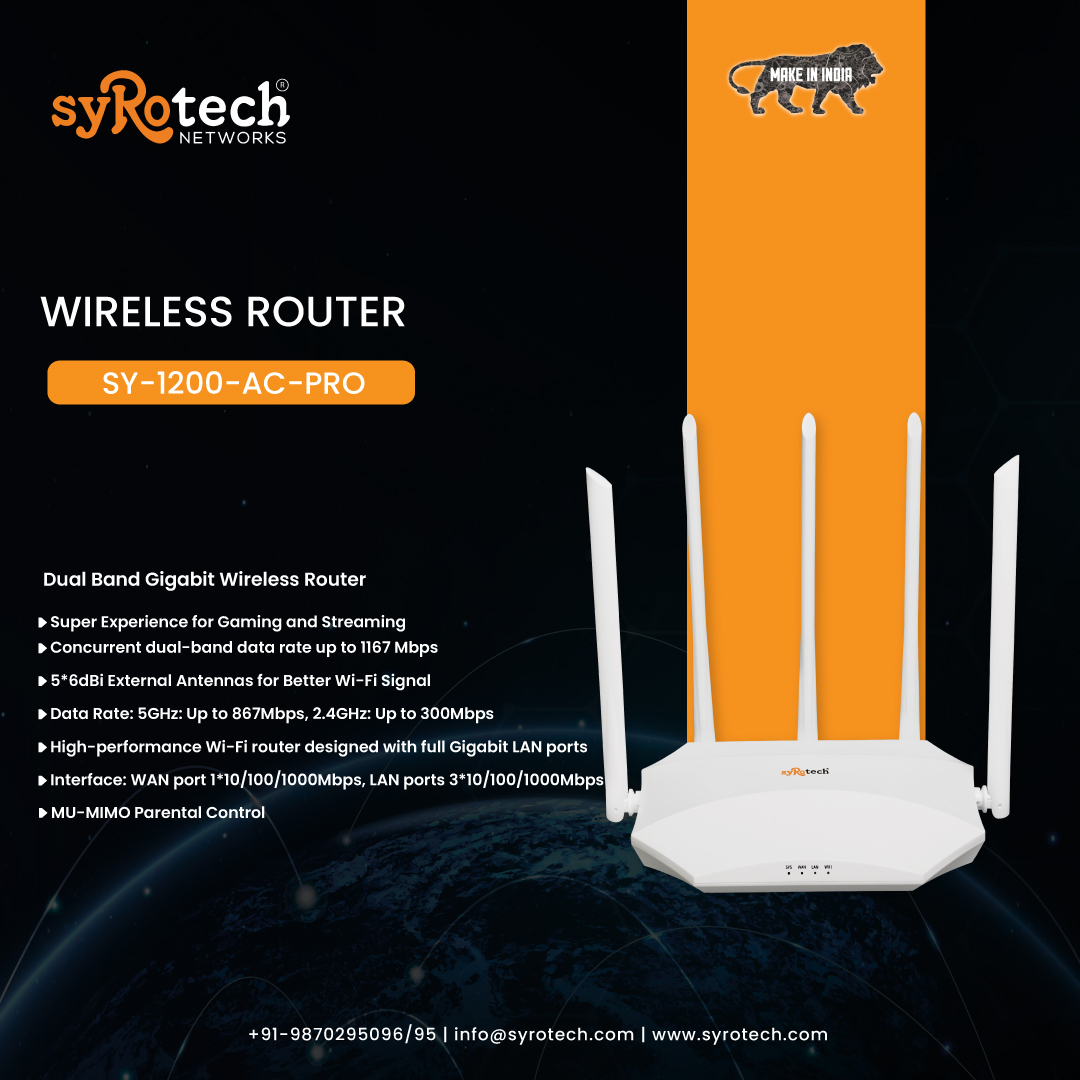 syRotech®
NETWORKS
MAKE IN INDIA
WIRELESS ROUTER
SY-1200-AC-PRO
Dual Band Gigabit Wireless Router
Super Experience for Gaming and Streaming
Concurrent dual-band data rate up to 1167 Mbps
5*6dBi External Antennas for Better Wi-Fi Signal
Data Rate: 5GHz: Up to 867Mbps, 2.4GHz: Up to 300Mbps
High-performance Wi-Fi router designed with full Gigabit LAN ports
Interface: WAN port 1*10/100/1000Mbps, LAN ports 3*10/100/1000Mbps
MU-MIMO Parental Control
syRotech
SYS WAN LAN WIFI
+91-9870295096/95 | info@syrotech.com | www.syrotech.com